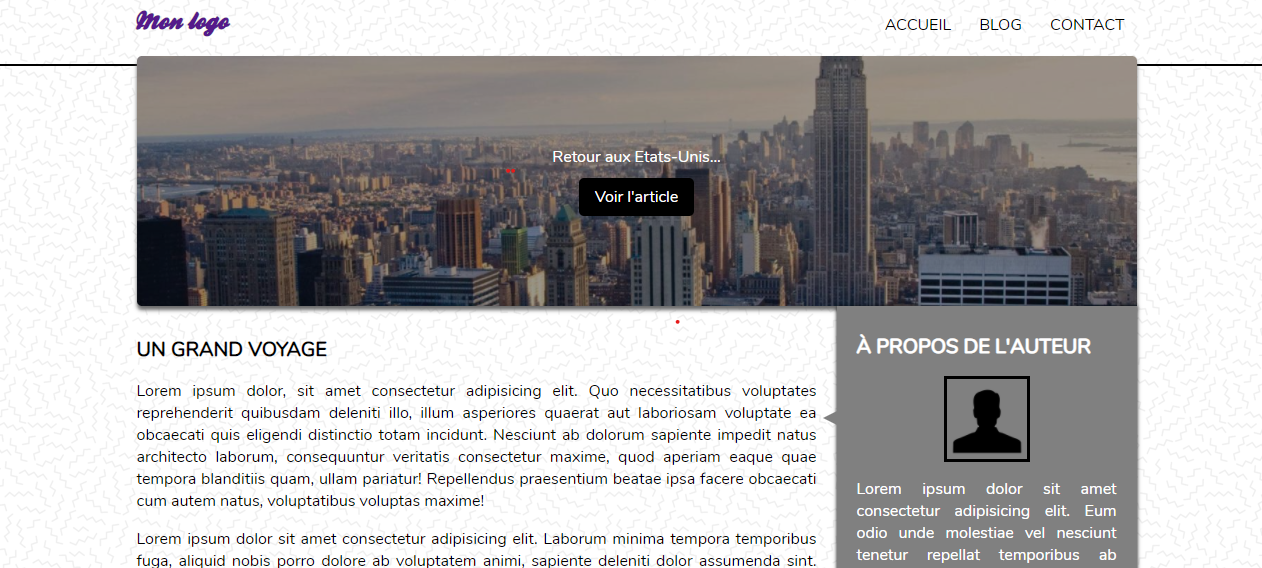 Mon logo
ACCUEIL BLOG CONTACT
Retour aux Etats-Unis...
Voir l'article
UN GRAND VOYAGE
Lorem ipsum dolor, sit amet consectetur adipisicing elit. Quo necessitatibus voluptates
reprehenderit quibusdam deleniti illo, illum asperiores quaerat aut laboriosam voluptate ea
obcaecati quis eligendi distinctio totam incidunt. Nesciunt ab dolorum sapiente impedit natus
architecto laborum, consequuntur veritatis consectetur maxime, quod aperiam eaque quae
tempora blanditiis quam, ullam pariatur! Repellendus praesentium beatae ipsa facere obcaecati
cum autem natus, voluptatibus voluptas maxime!
Lorem ipsum dolor sit amet consectetur adipisicing elit. Laborum minima tempora temporibus
fuga, aliquid nobis porro dolore ab voluptatem animi, sapiente deleniti dolor assumenda sint.
À PROPOS DE L'AUTEUR
Lorem ipsum dolor sit amet
consectetur adipisicing elit. Eum
odio unde molestiae vel nesciunt
tenetur repellat temporibus ab